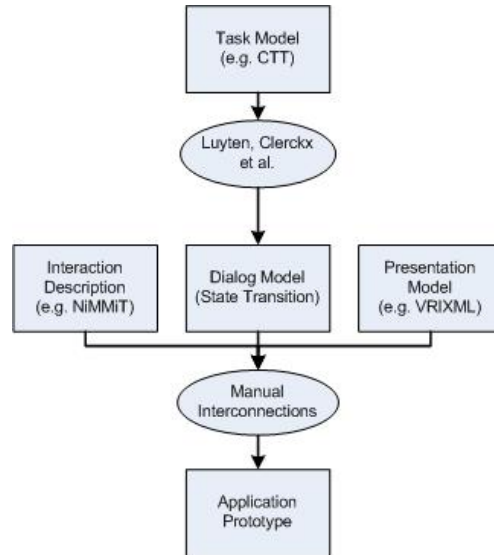 Task Model
(e.g. CTT)
Luyten, Clerckx
et al.
Interaction
Description
(e.g. NiMMiT)
Dialog Model
(State Transition)
Presentation
Model
(e.g. VRIXML)
Manual
Interconnections
Application
Prototype